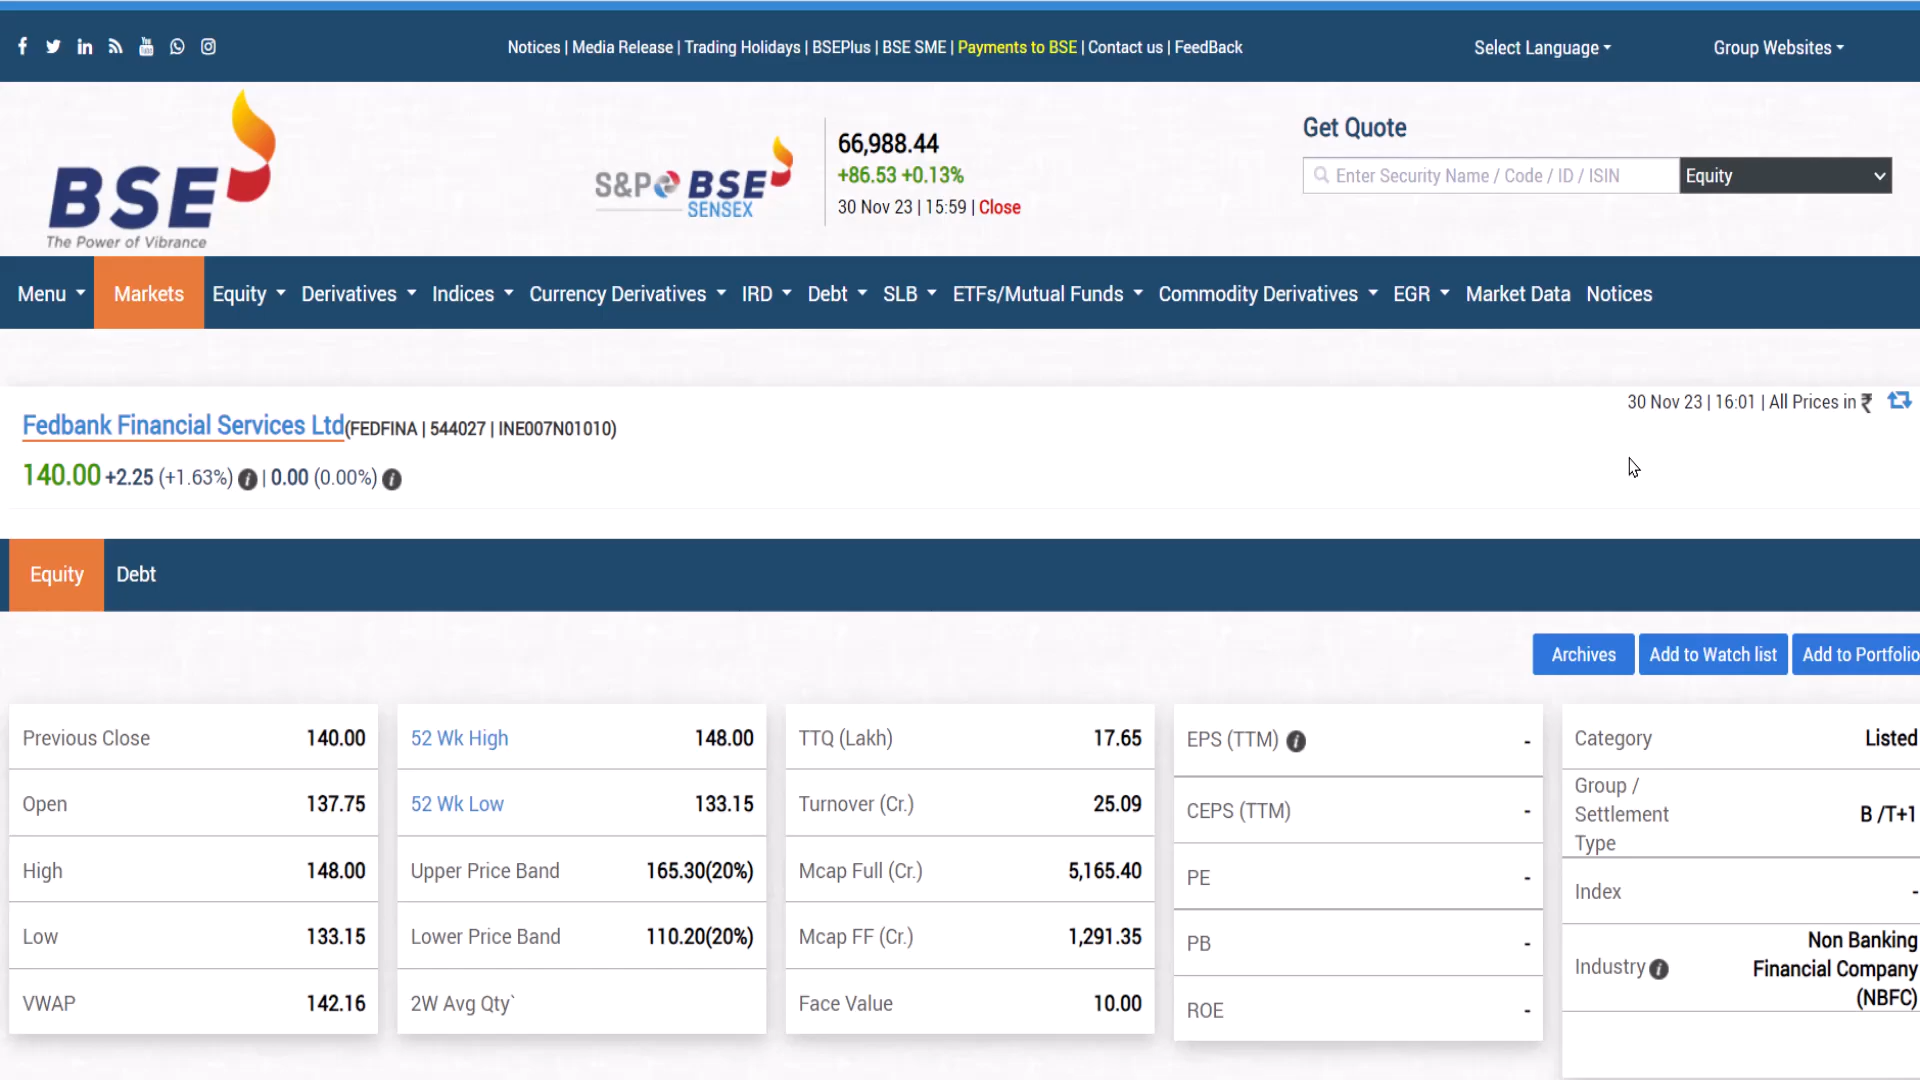 Notices | Media Release | Trading Holidays | BSEPlus | BSE SME | Payments to BSE | Contact us | FeedBack
Select Language
Group Websites
BSE
The Power of Vibrance
S&P BSE
SENSEX
66,988.44
+86.53 +0.13%
30 Nov 23 | 15:59 | Close
Get Quote
Enter Security Name / Code / ID / ISIN
Equity
Menu
Markets
Equity
Derivatives
Indices
Currency Derivatives
IRD
Debt
SLB
ETFs/Mutual Funds
Commodity Derivatives
EGR
Market Data
Notices
30 Nov 23 | 16:01 | All Prices in ₹
Fedbank Financial Services Ltd(FEDFINA | 544027 | INE007N01010)
140.00 +2.25 (+1.63%) i | 0.00 (0.00%) i
Equity
Debt
Archives
Add to Watch list
Add to Portfolio
Previous Close 140.00
Open 137.75
High 148.00
Low 133.15
VWAP 142.16
52 Wk High 148.00
52 Wk Low 133.15
Upper Price Band 165.30(20%)
Lower Price Band 110.20(20%)
2W Avg Qty`
TTQ (Lakh) 17.65
Turnover (Cr.) 25.09
Mcap Full (Cr.) 5,165.40
Mcap FF (Cr.) 1,291.35
Face Value 10.00
EPS (TTM) i -
CEPS (TTM) -
PE -
PB -
ROE -
Category Listed
Group /
Settlement B /T+1
Type
Index -
Non Banking
Industry i Financial Company
(NBFC)